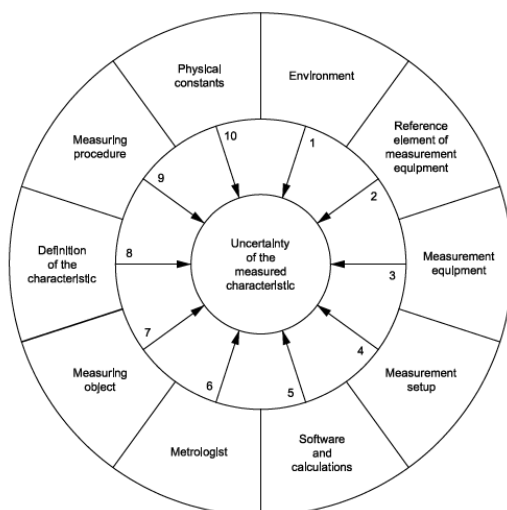 Physical
constants
Environment
Reference
element of
measurement
equipment
Measurement
equipment
Measurement
setup
Software
and
calculations
Metrologist
Measuring
object
Definition
of the
characteristic
Measuring
procedure
10
1
2
3
4
5
6
7
8
9
Uncertainty
of the
measured
characteristic